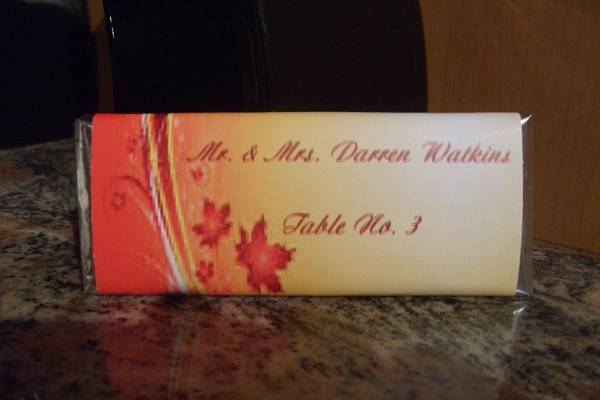 Mr. & Mrs. Darren Watkins
Table No. 3